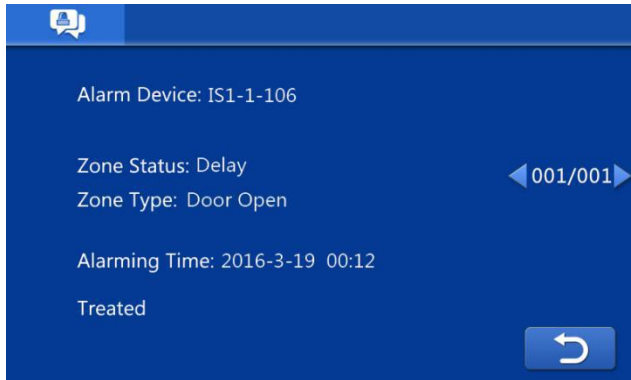 Alarm Device: IS1-1-106
Zone Status: Delay
001/001
Zone Type: Door Open
Alarming Time: 2016-3-19 00:12
Treated